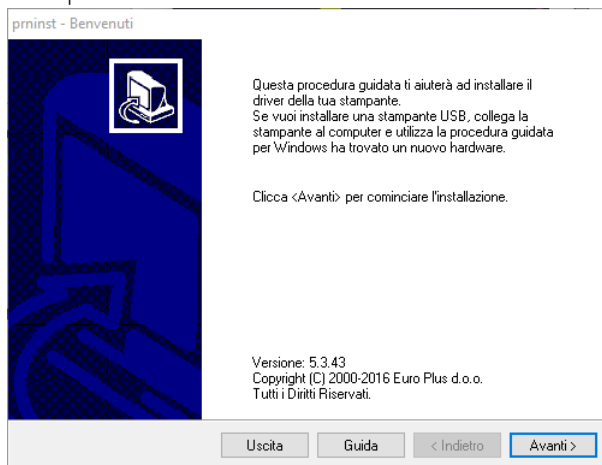 prninst - Benvenuti
Questa procedura guidata ti aiuterà ad installare il
driver della tua stampante.
Se vuoi installare una stampante USB, collega la
stampante al computer e utilizza la procedura guidata
per Windows ha trovato un nuovo hardware.
Clicca <Avanti> per cominciare l'installazione.
Versione: 5.3.43
Copyright (C) 2000-2016 Euro Plus d.o.o.
Tutti i Diritti Riservati.
Uscita Guida < Indietro Avanti >